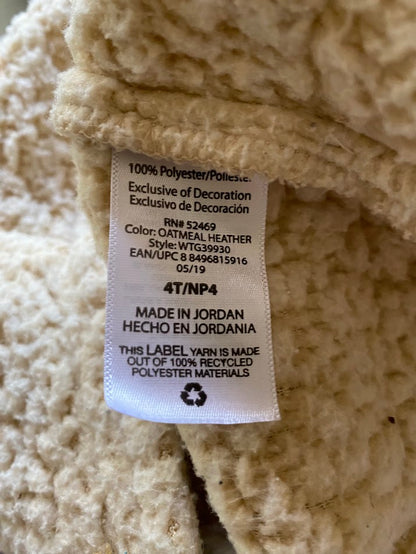 100% Polyester/Poliéster
Exclusive of Decoration
Exclusivo de Decoración
RN# 52469
Color: OATMEAL HEATHER
Style: WTG39930
EAN/UPC 8 8496815916
05/19
4T/NP4
MADE IN JORDAN
HECHO EN JORDANIA
THIS LABEL YARN IS MADE
OUT OF 100% RECYCLED
POLYESTER MATERIALS